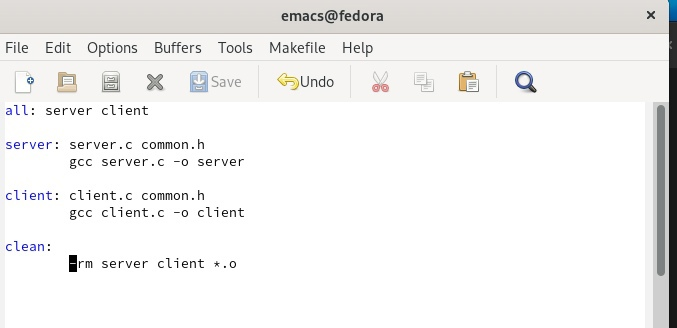 emacs@fedora ×
File Edit Options Buffers Tools Makefile Help
Save Undo
all: server client
server: server.c common.h
gcc server.c -o server
client: client.c common.h
gcc client.c -o client
clean:
-rm server client *.o